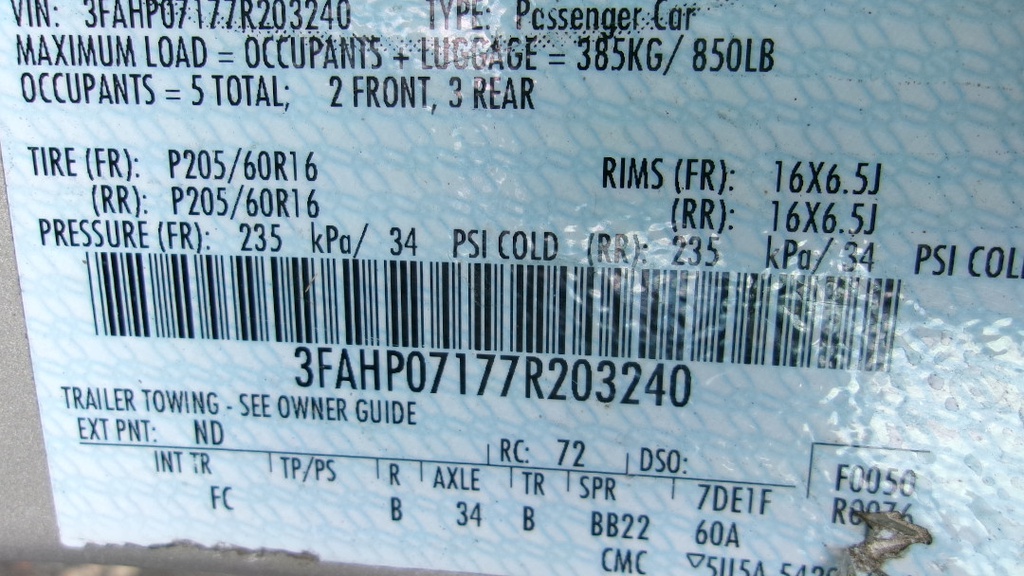 VIN: 3FAHP07177R203240 TYPE: Passenger Car
MAXIMUM LOAD = OCCUPANTS + LUGGAGE = 385KG/ 850LB
OCCUPANTS = 5 TOTAL; 2 FRONT, 3 REAR
TIRE (FR): P205/60R16 RIMS (FR): 16X6.5J
(RR): P205/60R16 (RR): 16X6.5J
PRESSURE (FR): 235 kPa/ 34 PSI COLD (RR): 235 kPa/ 34 PSI COL
3FAHP07177R203240
TRAILER TOWING - SEE OWNER GUIDE
EXT PNT: ND RC: 72 DSO:
INT TR TP/PS R AXLE TR SPR 7DE1F F0050
FC B 34 B BB22 60A
CMC